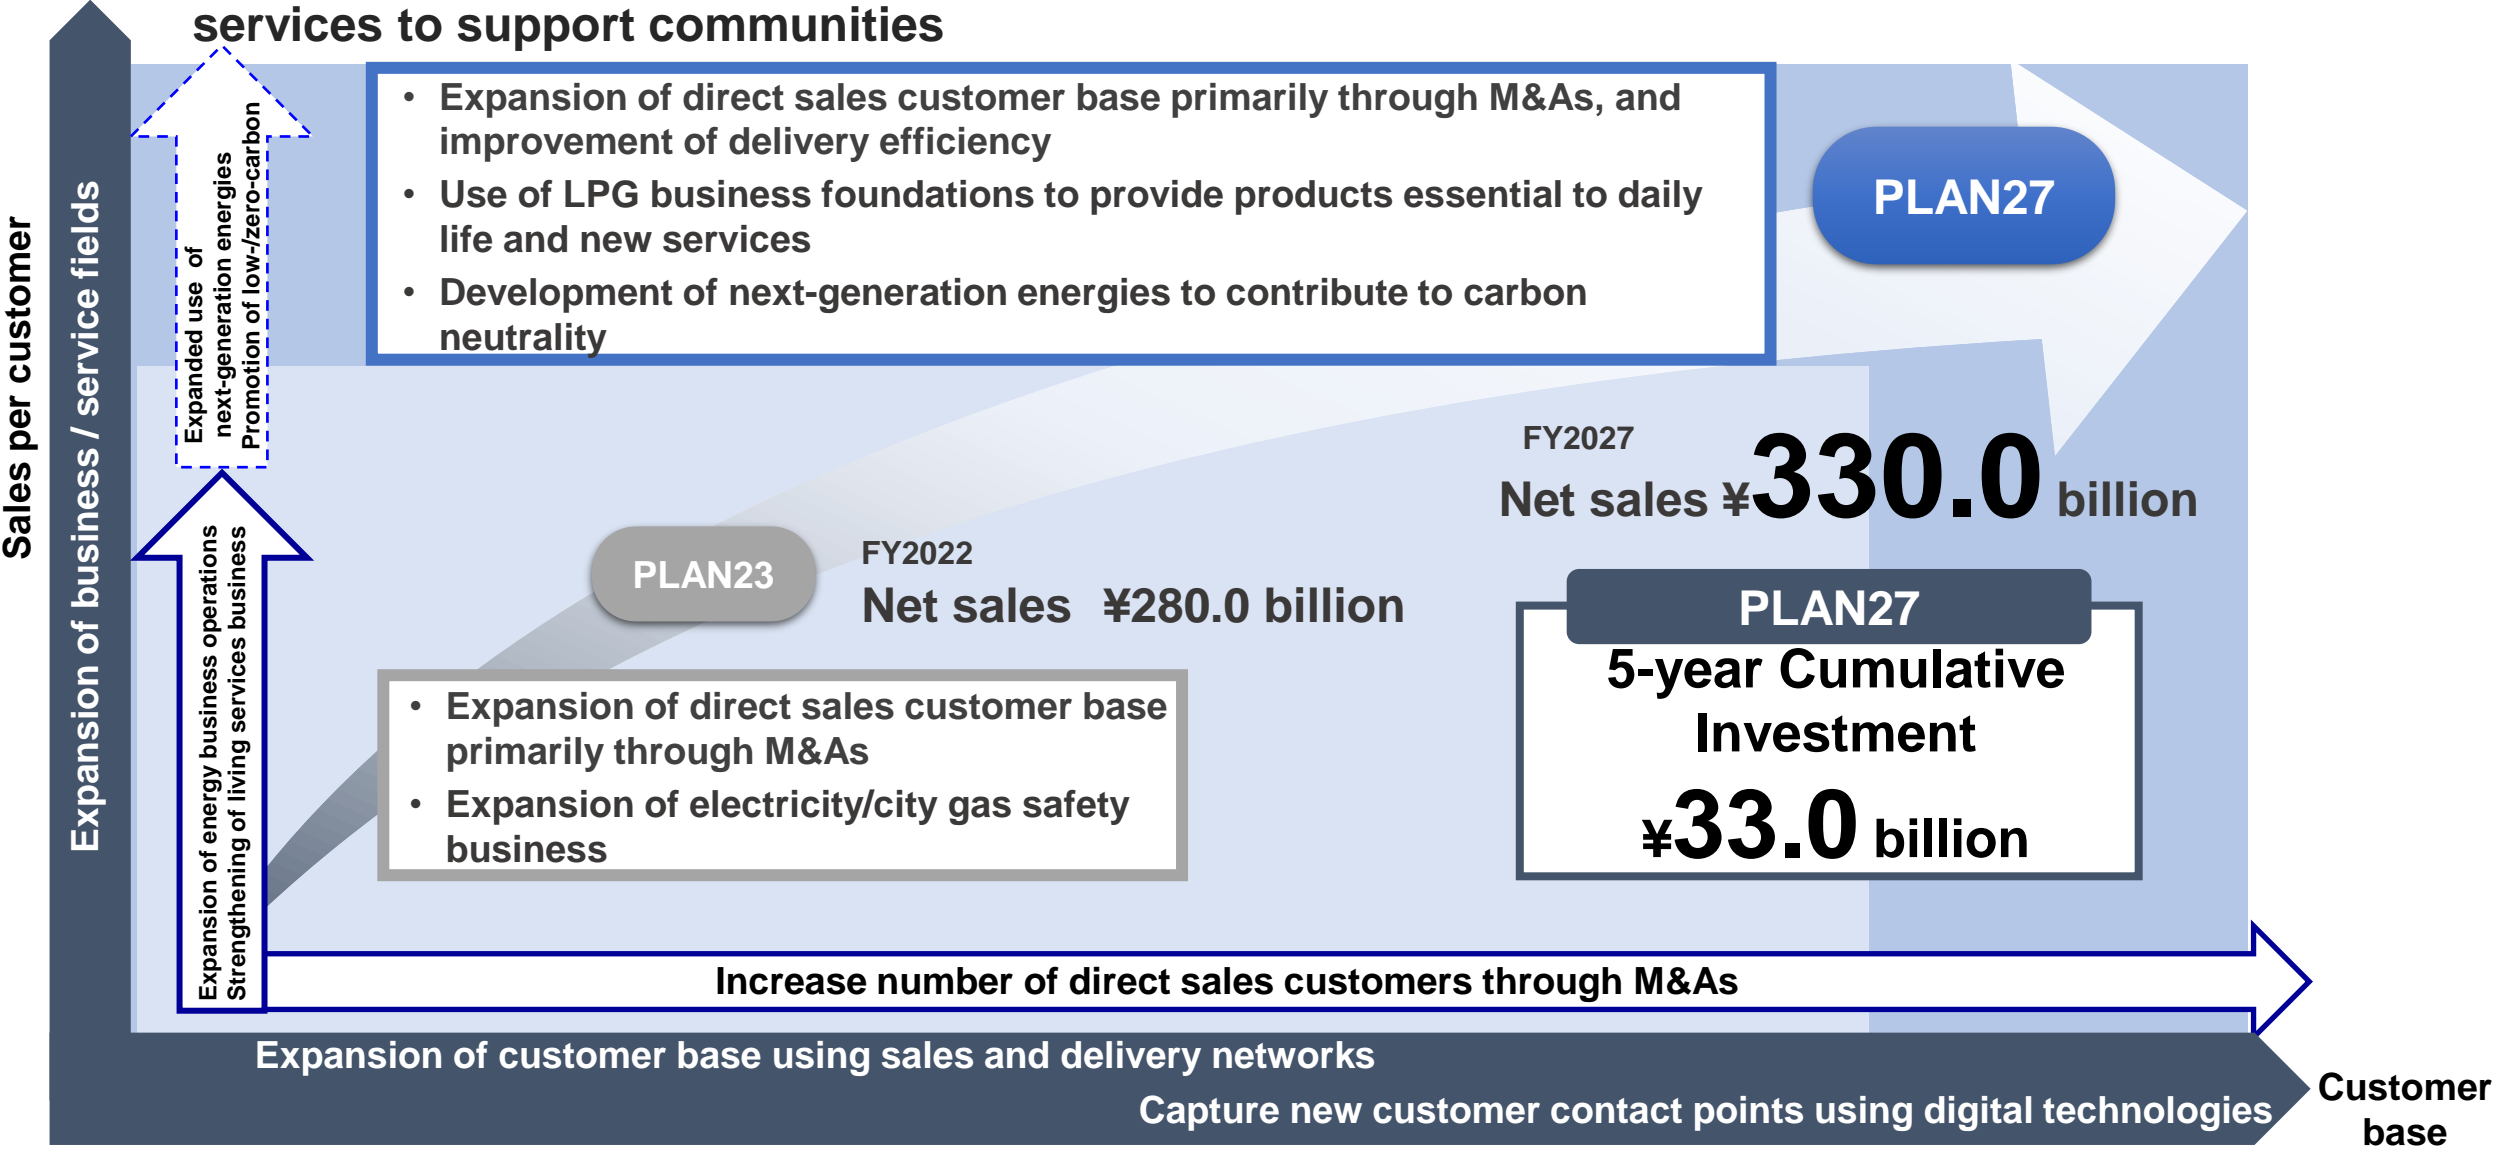 services to support communities
• Expansion of direct sales customer base primarily through M&As, and
improvement of delivery efficiency
• Use of LPG business foundations to provide products essential to daily
life and new services
• Development of next-generation energies to contribute to carbon
neutrality
PLAN27
Sales per customer
Expansion of business / service fields
Expanded use of
next-generation energies
Promotion of low-/zero-carbon
FY2027
Net sales ¥330.0 billion
PLAN23
FY2022
Net sales ¥280.0 billion
Expansion of energy business operations
Strengthening of living services business
• Expansion of direct sales customer base
primarily through M&As
• Expansion of electricity/city gas safety
business
PLAN27
5-year Cumulative
Investment
¥33.0 billion
Increase number of direct sales customers through M&As
Expansion of customer base using sales and delivery networks
Capture new customer contact points using digital technologies
Customer
base